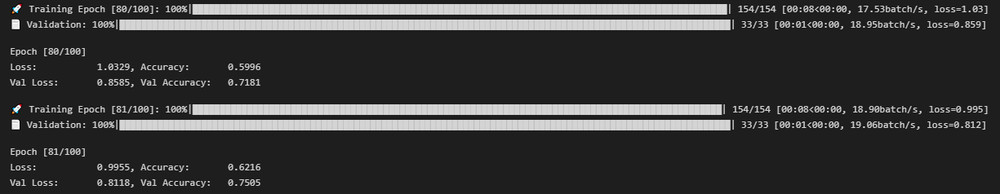 🚀 Training Epoch [80/100]: 100%|██████████| 154/154 [00:08<00:00, 17.53batch/s, loss=1.03]
📄 Validation: 100%|██████████| 33/33 [00:01<00:00, 18.95batch/s, loss=0.859]
Epoch [80/100]
Loss: 1.0329, Accuracy: 0.5996
Val Loss: 0.8585, Val Accuracy: 0.7181
🚀 Training Epoch [81/100]: 100%|██████████| 154/154 [00:08<00:00, 18.90batch/s, loss=0.995]
📄 Validation: 100%|██████████| 33/33 [00:01<00:00, 19.06batch/s, loss=0.812]
Epoch [81/100]
Loss: 0.9955, Accuracy: 0.6216
Val Loss: 0.8118, Val Accuracy: 0.7505